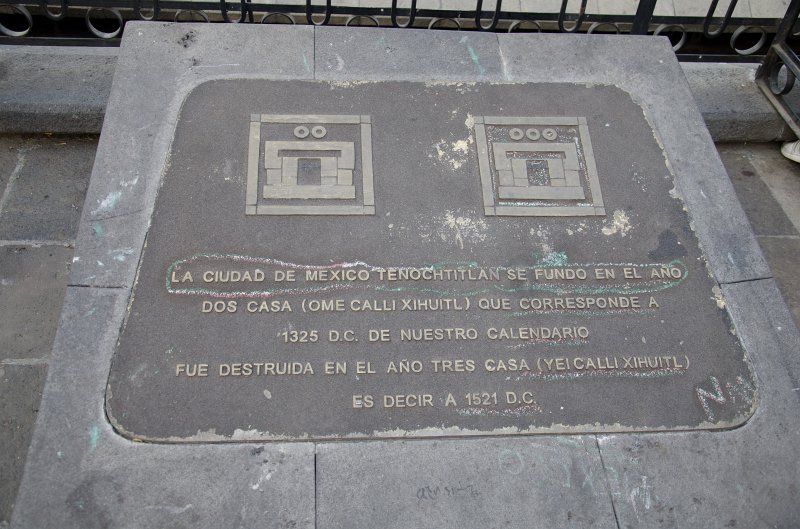 LA CIUDAD DE MEXICO TENOCHTITLAN SE FUNDO EN EL AÑO
DOS CASA (OME CALLI XIHUITL) QUE CORRESPONDE A
1325 D.C. DE NUESTRO CALENDARIO
FUE DESTRUIDA EN EL AÑO TRES CASA (YEI CALLI XIHUITL)
ES DECIR A 1521 D.C.